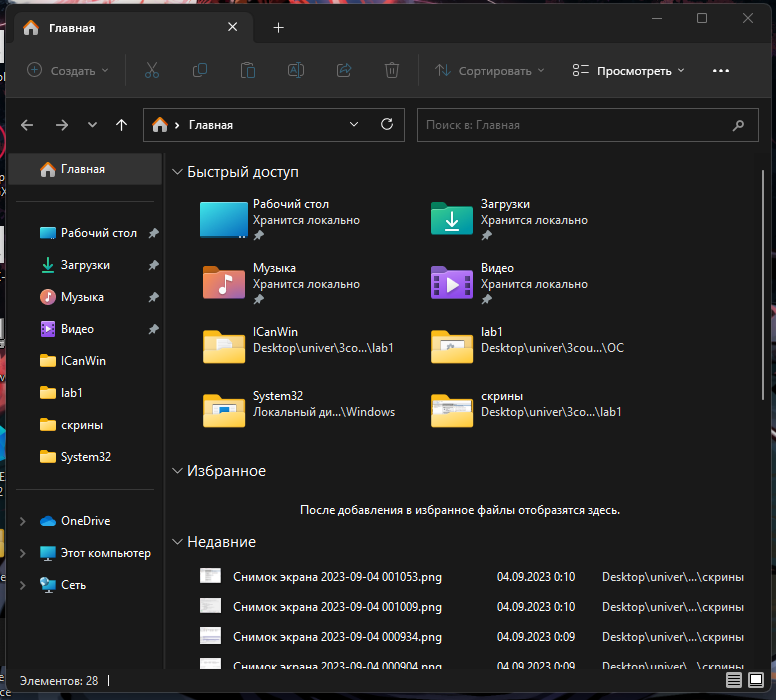 Главная
Создать
Сортировать
Просмотреть
Главная
Поиск в: Главная
Главная
Рабочий стол
Загрузки
Музыка
Видео
ICanWin
lab1
скрины
System32
OneDrive
Этот компьютер
Сеть
Быстрый доступ
Рабочий стол
Хранится локально
Загрузки
Хранится локально
Музыка
Хранится локально
Видео
Хранится локально
ICanWin
Desktop\univer\3co...\lab1
lab1
Desktop\univer\3cou...\OC
System32
Локальный ди...\Windows
скрины
Desktop\univer\3co...\lab1
Избранное
После добавления в избранное файлы отобразятся здесь.
Недавние
Снимок экрана 2023-09-04 001053.png 04.09.2023 0:10 Desktop\univer\...\скрины
Снимок экрана 2023-09-04 001009.png 04.09.2023 0:10 Desktop\univer\...\скрины
Снимок экрана 2023-09-04 000934.png 04.09.2023 0:09 Desktop\univer\...\скрины
Снимок экрана 2023-09-04 000904.png 04.09.2023 0:09 Desktop\univer\...\скрины
Элементов: 28